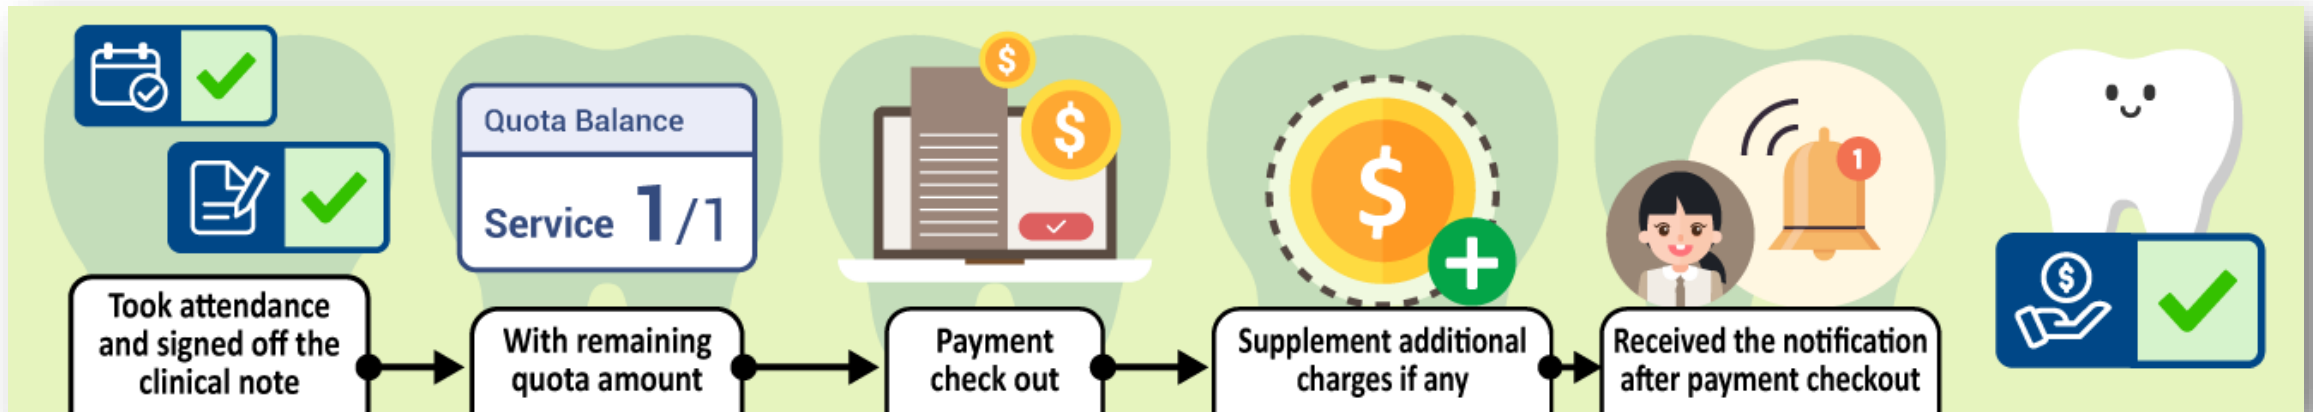 Quota Balance
Service 1/1
$
$
$
1
$
Took attendance
and signed off the
clinical note
With remaining
quota amount
Payment
check out
Supplement additional
charges if any
Received the notification
after payment checkout